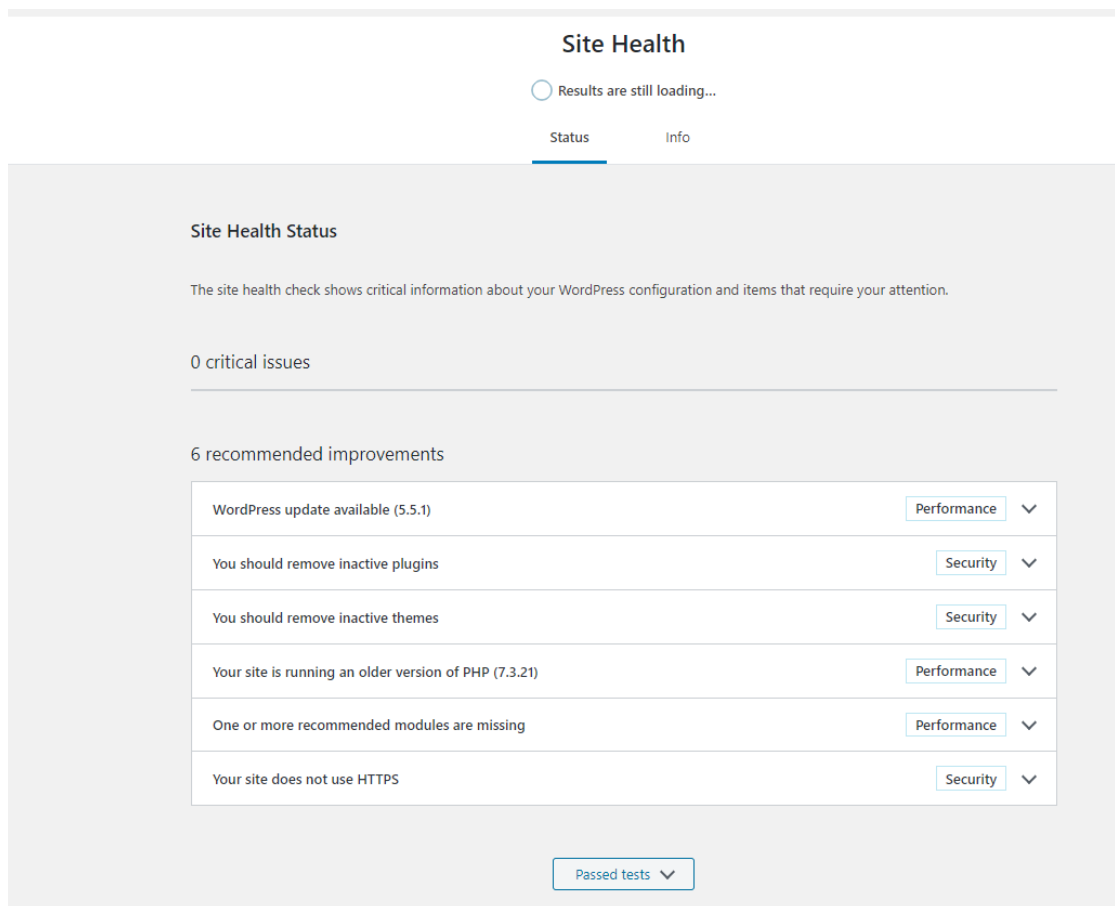 Site Health
Results are still loading...
Status Info
Site Health Status
The site health check shows critical information about your WordPress configuration and items that require your attention.
0 critical issues
6 recommended improvements
WordPress update available (5.5.1) Performance
You should remove inactive plugins Security
You should remove inactive themes Security
Your site is running an older version of PHP (7.3.21) Performance
One or more recommended modules are missing Performance
Your site does not use HTTPS Security
Passed tests